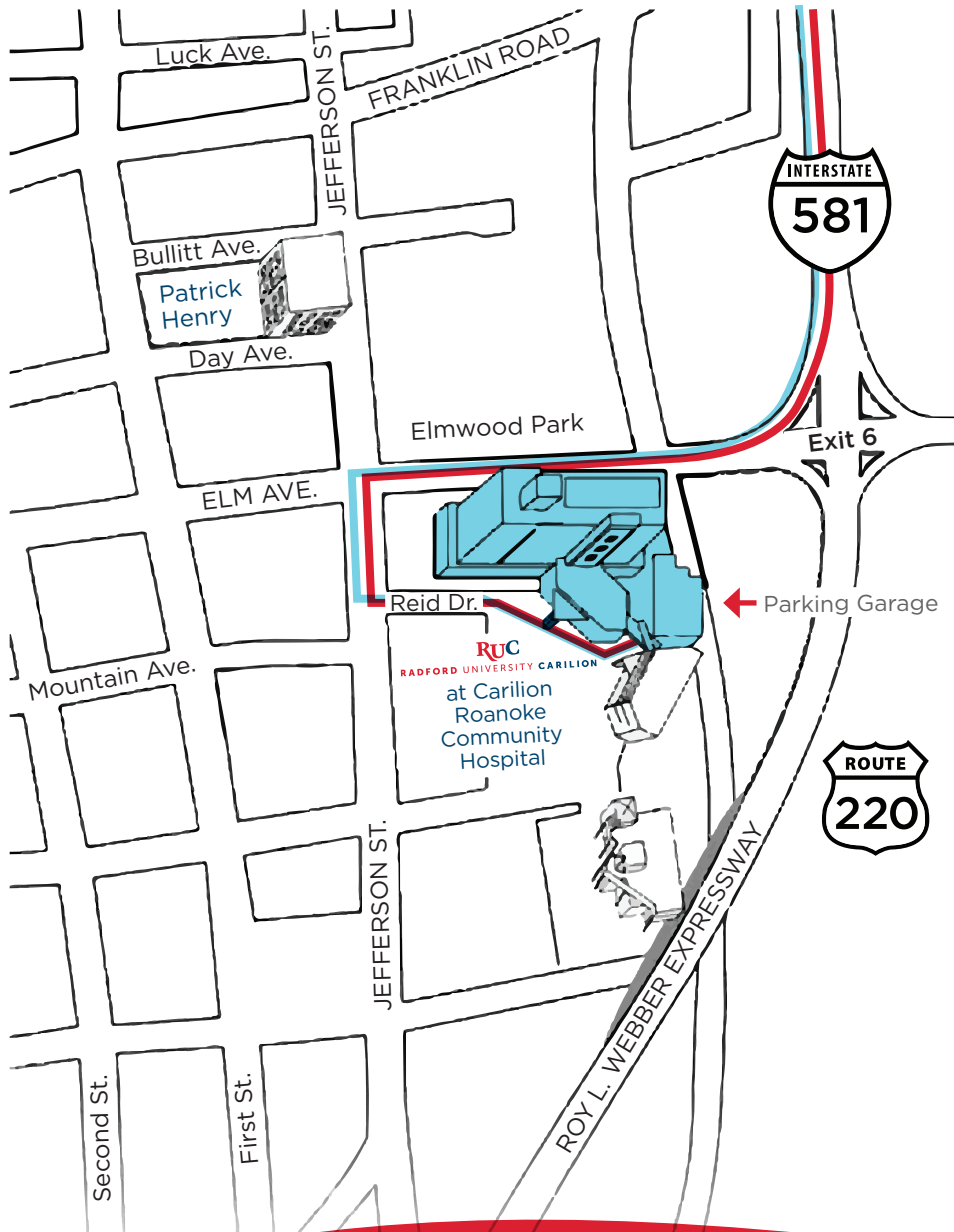 Luck Ave.
JEFFERSON ST.
FRANKLIN ROAD
INTERSTATE
581
Bullitt Ave.
Patrick
Henry
Day Ave.
Elmwood Park
Exit 6
ELM AVE.
Reid Dr.
Parking Garage
RUC
RADFORD UNIVERSITY CARILION
Mountain Ave.
at Carilion
Roanoke
Community
Hospital
ROUTE
220
JEFFERSON ST.
ROY L. WEBBER EXPRESSWAY
Second St.
First St.